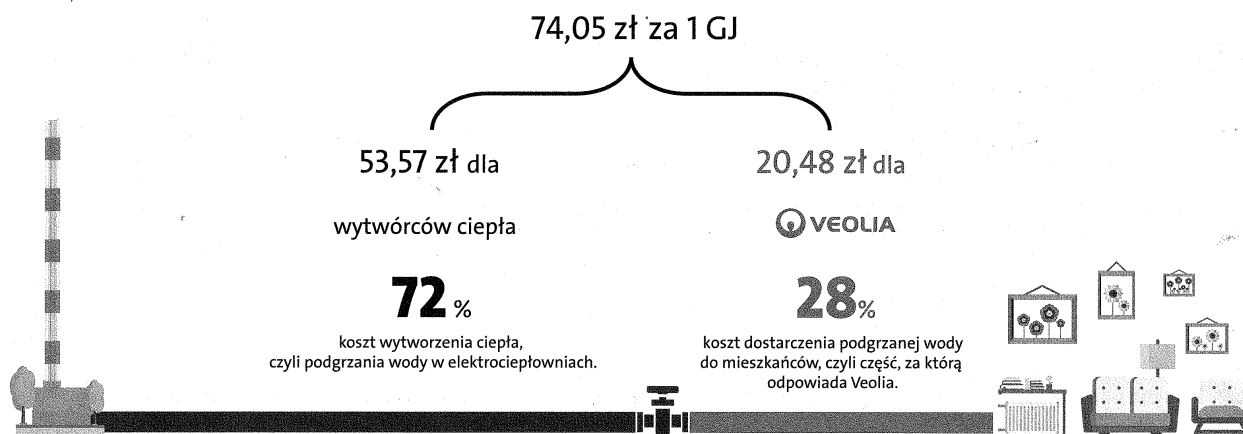 74,05 zł za 1 GJ
53,57 zł dla
wytwórców ciepła
72 %
koszt wytworzenia ciepła,
czyli podgrzania wody w elektrociepłowniach.
20,48 zł dla
VEOLIA
28%
koszt dostarczenia podgrzanej wody
do mieszkańców, czyli część, za którą
odpowiada Veolia.